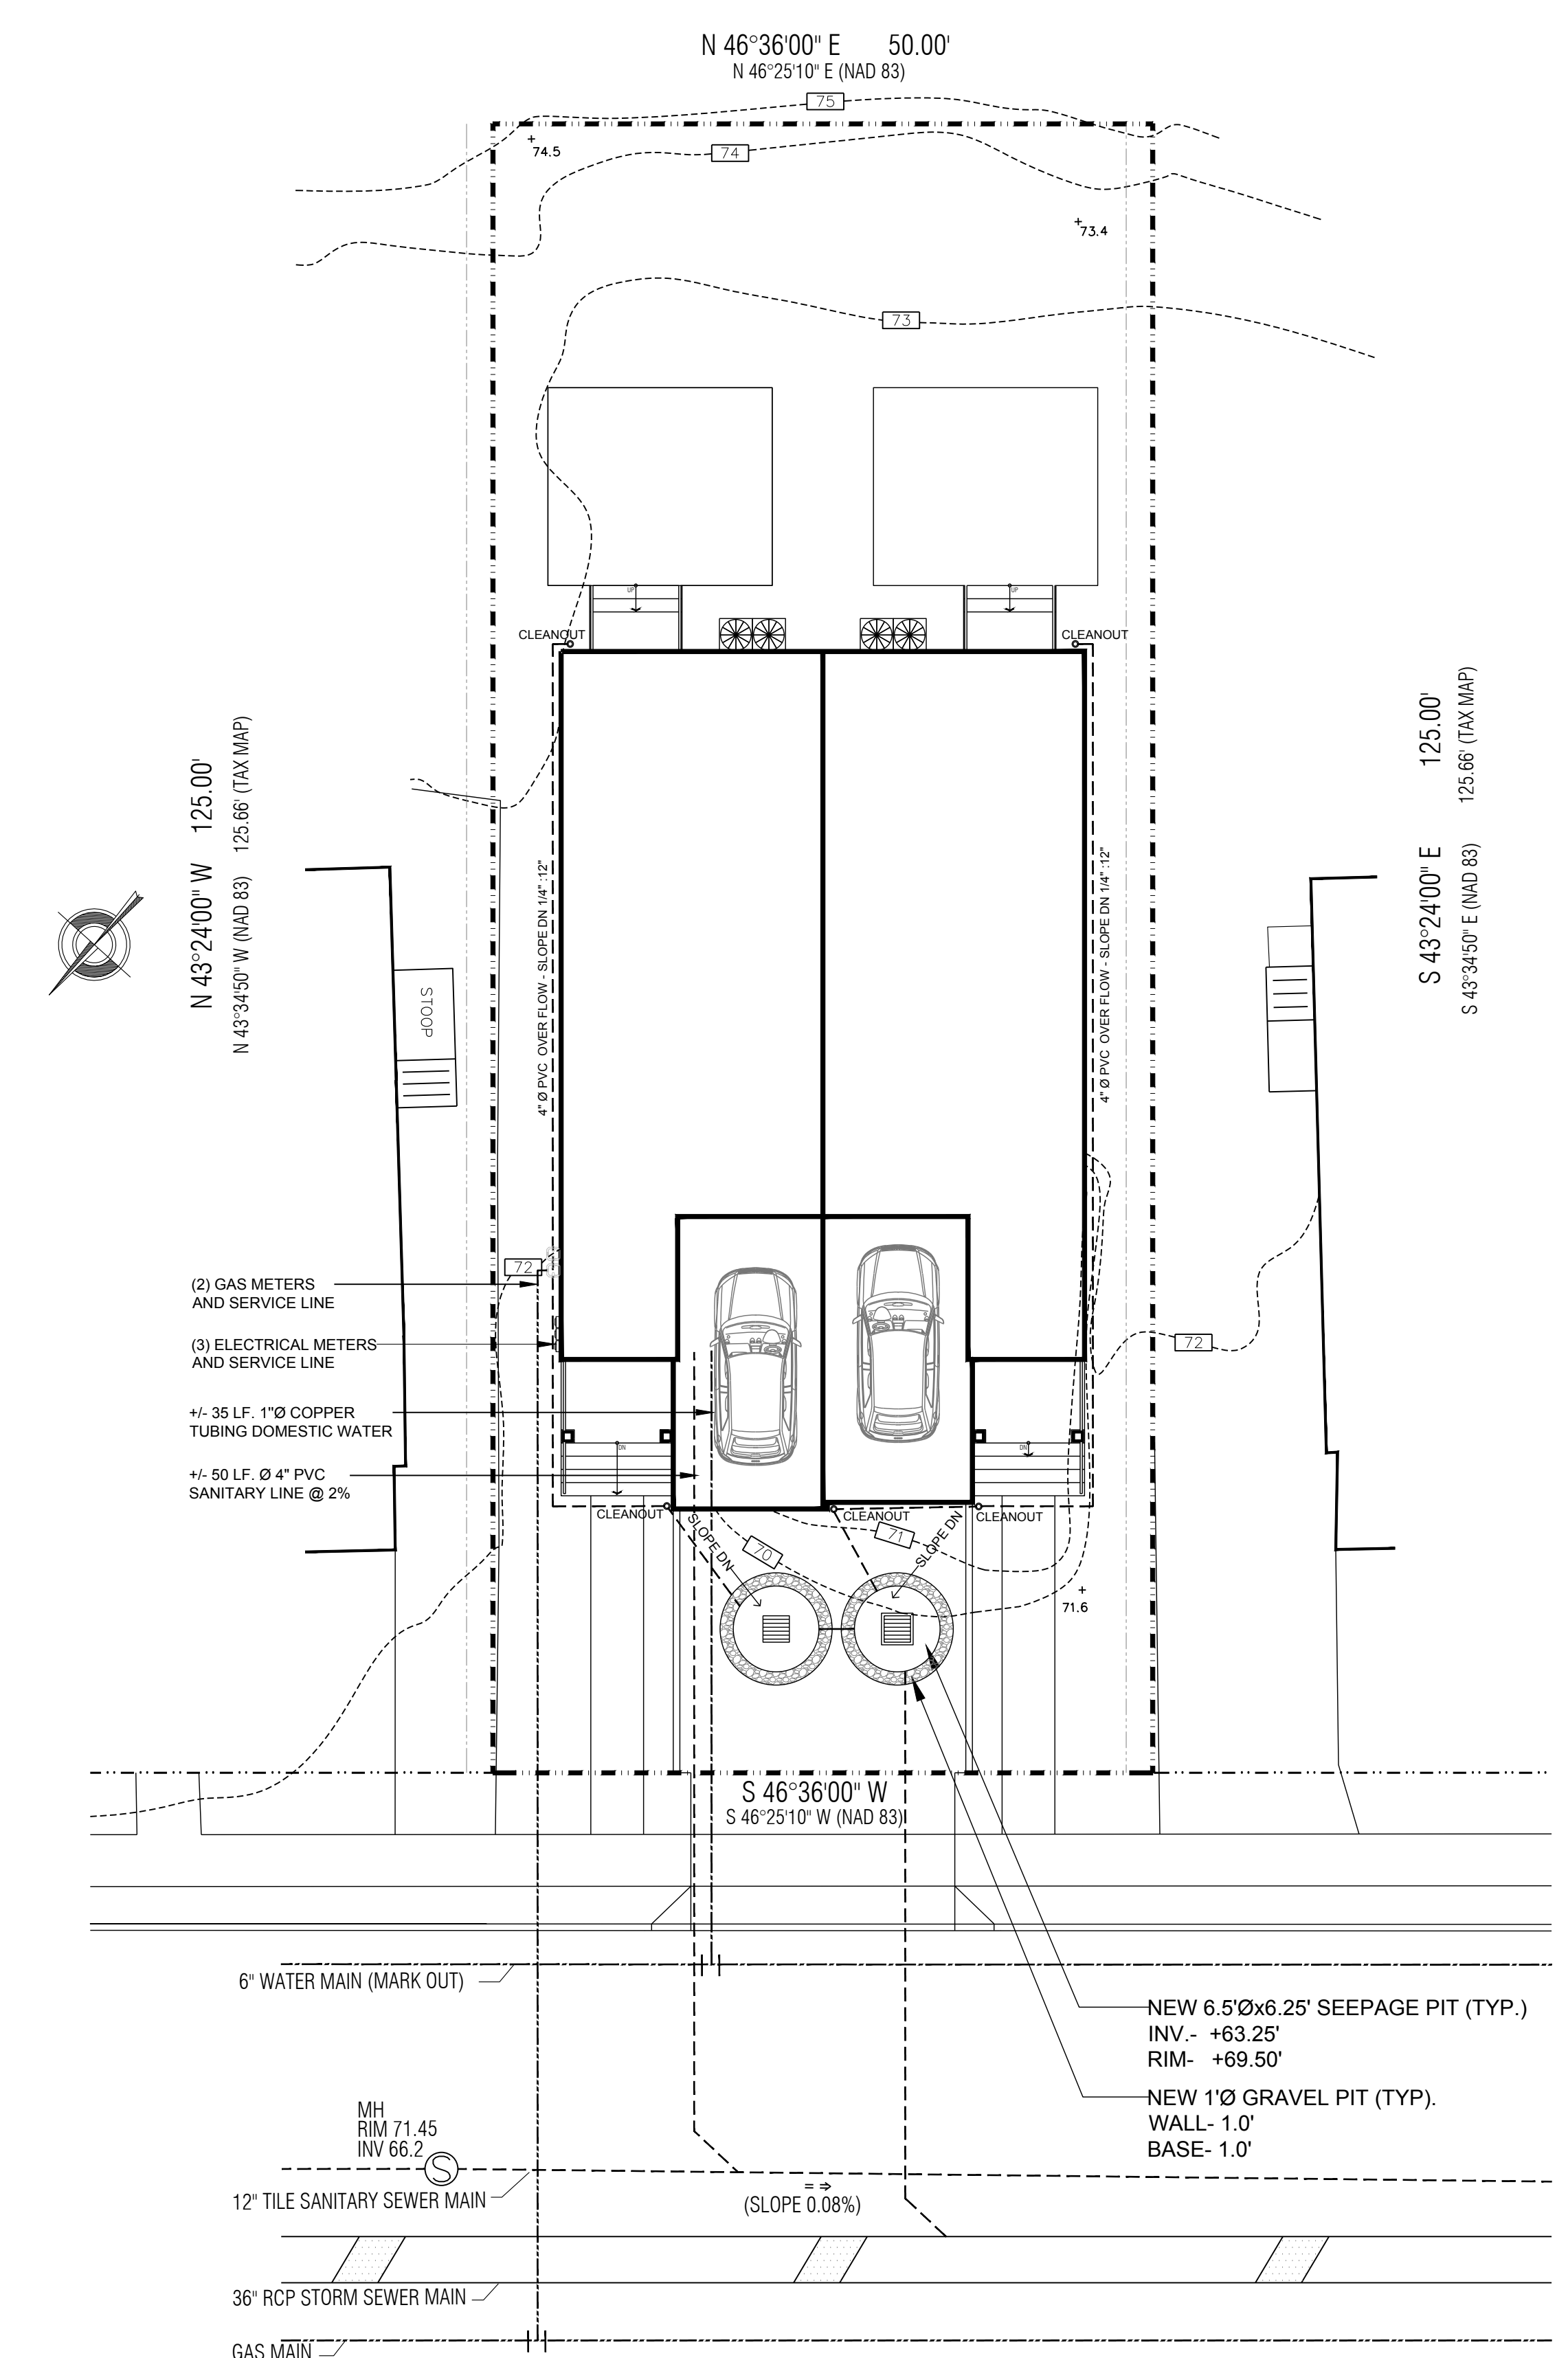 N 46°36'00" E 50.00'
N 46°25'10" E (NAD 83)
75
74.5
74
73.4
73
UP
UP
CLEANOUT
CLEANOUT
N 43°24'00" W 125.00'
N 43°34'50" W (NAD 83) 125.66' (TAX MAP)
S 43°24'00" E 125.00'
S 43°34'50" E (NAD 83) 125.66' (TAX MAP)
4" Ø PVC OVER FLOW - SLOPE DN 1/4" :12"
4" Ø PVC OVER FLOW - SLOPE DN 1/4" :12"
STOOP
72
(2) GAS METERS
AND SERVICE LINE
(3) ELECTRICAL METERS
AND SERVICE LINE
72
+/- 35 LF. 1"Ø COPPER
TUBING DOMESTIC WATER
+/- 50 LF. Ø 4" PVC
SANITARY LINE @ 2%
DN
DN
CLEANOUT
CLEANOUT
CLEANOUT
SLOPE DN
70
71
SLOPE DN
71.6
S 46°36'00" W
S 46°25'10" W (NAD 83)
6" WATER MAIN (MARK OUT)
NEW 6.5'Øx6.25' SEEPAGE PIT (TYP.)
INV.- +63.25'
RIM- +69.50'
NEW 1'Ø GRAVEL PIT (TYP).
WALL- 1.0'
BASE- 1.0'
MH
RIM 71.45
INV 66.2
S
12" TILE SANITARY SEWER MAIN
(SLOPE 0.08%)
36" RCP STORM SEWER MAIN
GAS MAIN